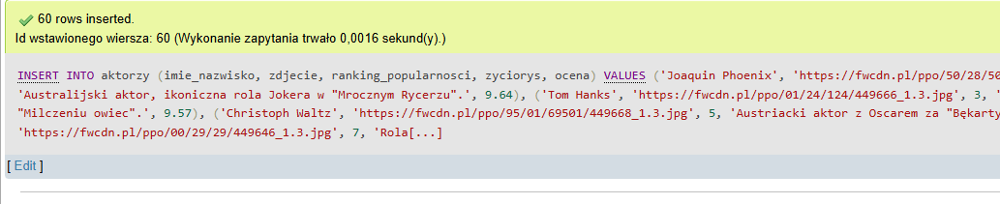 60 rows inserted.
Id wstawionego wiersza: 60 (Wykonanie zapytania trwało 0,0016 sekund(y).)
INSERT INTO aktorzy (imie_nazwisko, zdjecie, ranking_popularnosci, zyciorys, ocena) VALUES ('Joaquin Phoenix', 'https://fwcdn.pl/ppo/50/28/50
'Australijski aktor, ikoniczna rola Jokera w "Mrocznym Rycerzu".', 9.64), ('Tom Hanks', 'https://fwcdn.pl/ppo/01/24/124/449666_1.3.jpg', 3, '
"Milczeniu owiec".', 9.57), ('Christoph Waltz', 'https://fwcdn.pl/ppo/95/01/69501/449668_1.3.jpg', 5, 'Austriacki aktor z Oscarem za "Bękarty
'https://fwcdn.pl/ppo/00/29/29/449646_1.3.jpg', 7, 'Rola[...]
[ Edit ]